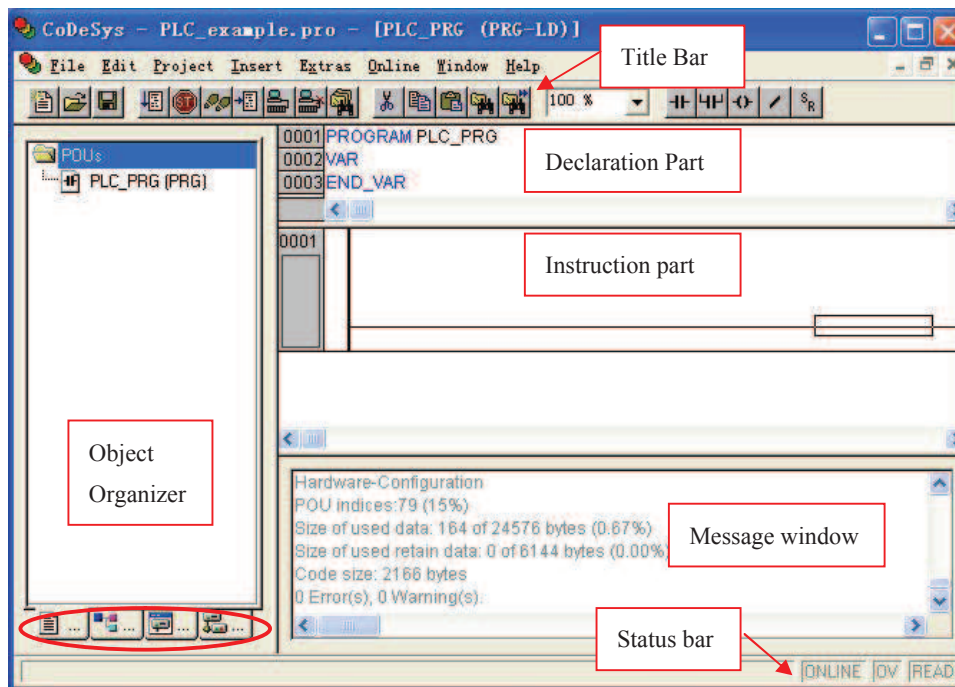 CoDeSys - PLC_example.pro - [PLC_PRG (PRG-LD)]
File Edit Project Insert Extras Online Window Help
Title Bar
STOP
100 %
S
R
POUs
PLC_PRG (PRG)
0001 PROGRAM PLC_PRG
0002 VAR
0003 END_VAR
Declaration Part
0001
Instruction part
Object
Organizer
Hardware-Configuration
POU indices:79 (15%)
Size of used data: 164 of 24576 bytes (0.67%)
Size of used retain data: 0 of 6144 bytes (0.00%)
Code size: 2166 bytes
0 Error(s), 0 Warning(s).
Message window
... ... ... ...
Status bar
ONLINE OV READ